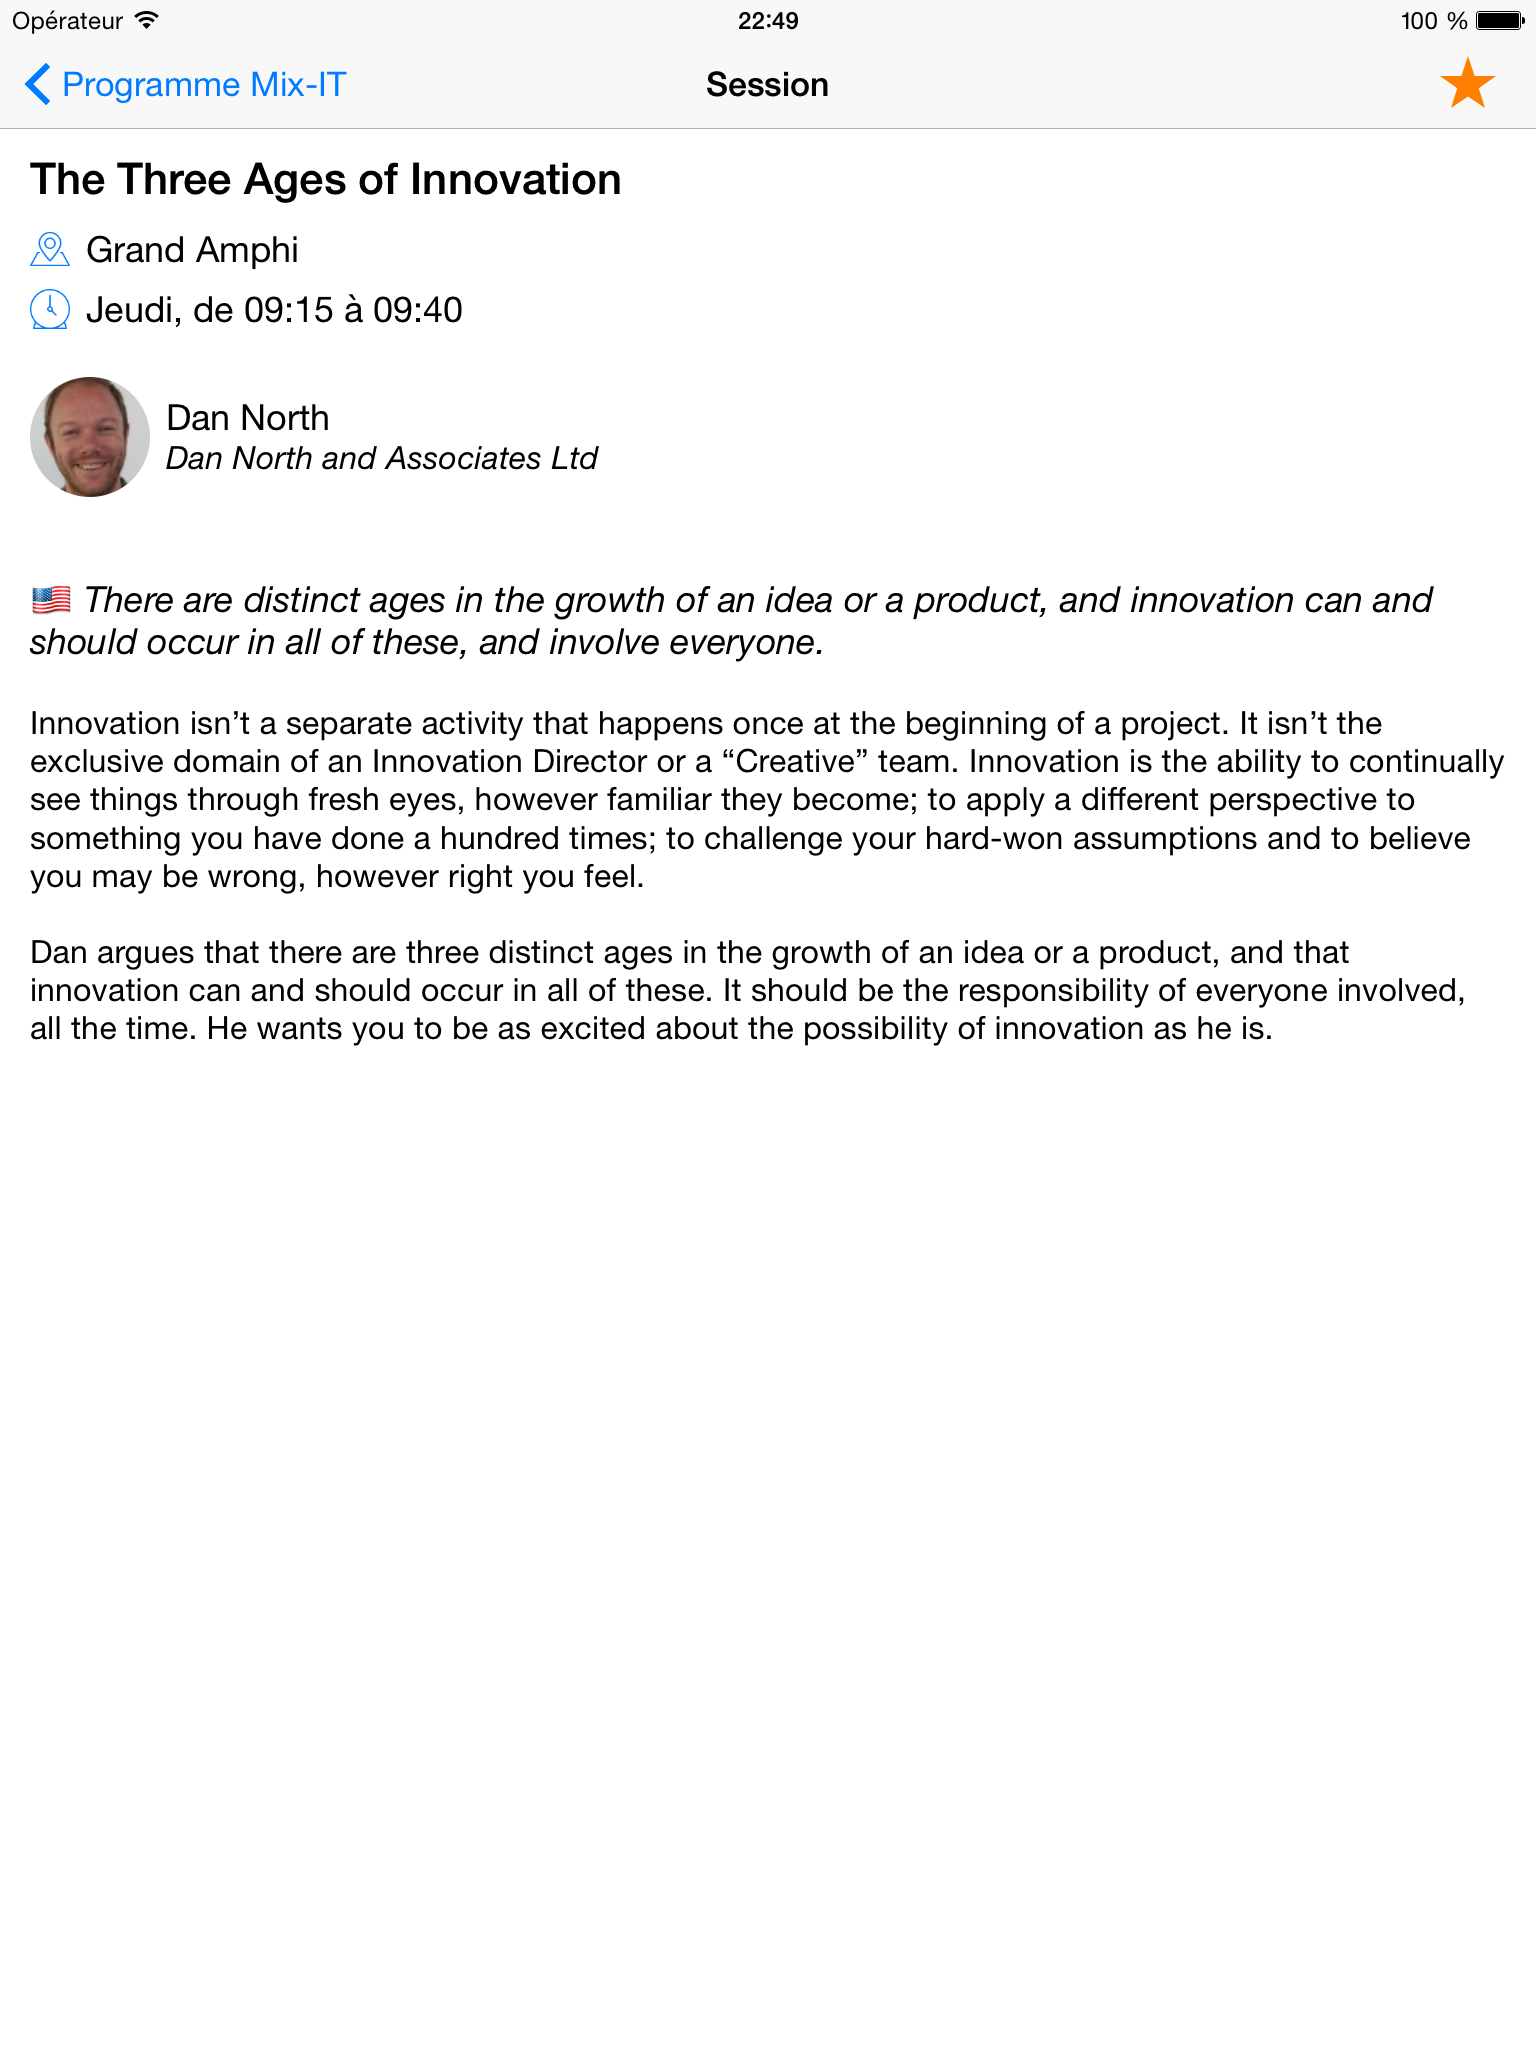 Opérateur 22:49 100 %
Programme Mix-IT Session
The Three Ages of Innovation
Grand Amphi
Jeudi, de 09:15 à 09:40
Dan North
Dan North and Associates Ltd
There are distinct ages in the growth of an idea or a product, and innovation can and
should occur in all of these, and involve everyone.
Innovation isn’t a separate activity that happens once at the beginning of a project. It isn’t the
exclusive domain of an Innovation Director or a “Creative” team. Innovation is the ability to continually
see things through fresh eyes, however familiar they become; to apply a different perspective to
something you have done a hundred times; to challenge your hard-won assumptions and to believe
you may be wrong, however right you feel.
Dan argues that there are three distinct ages in the growth of an idea or a product, and that
innovation can and should occur in all of these. It should be the responsibility of everyone involved,
all the time. He wants you to be as excited about the possibility of innovation as he is.